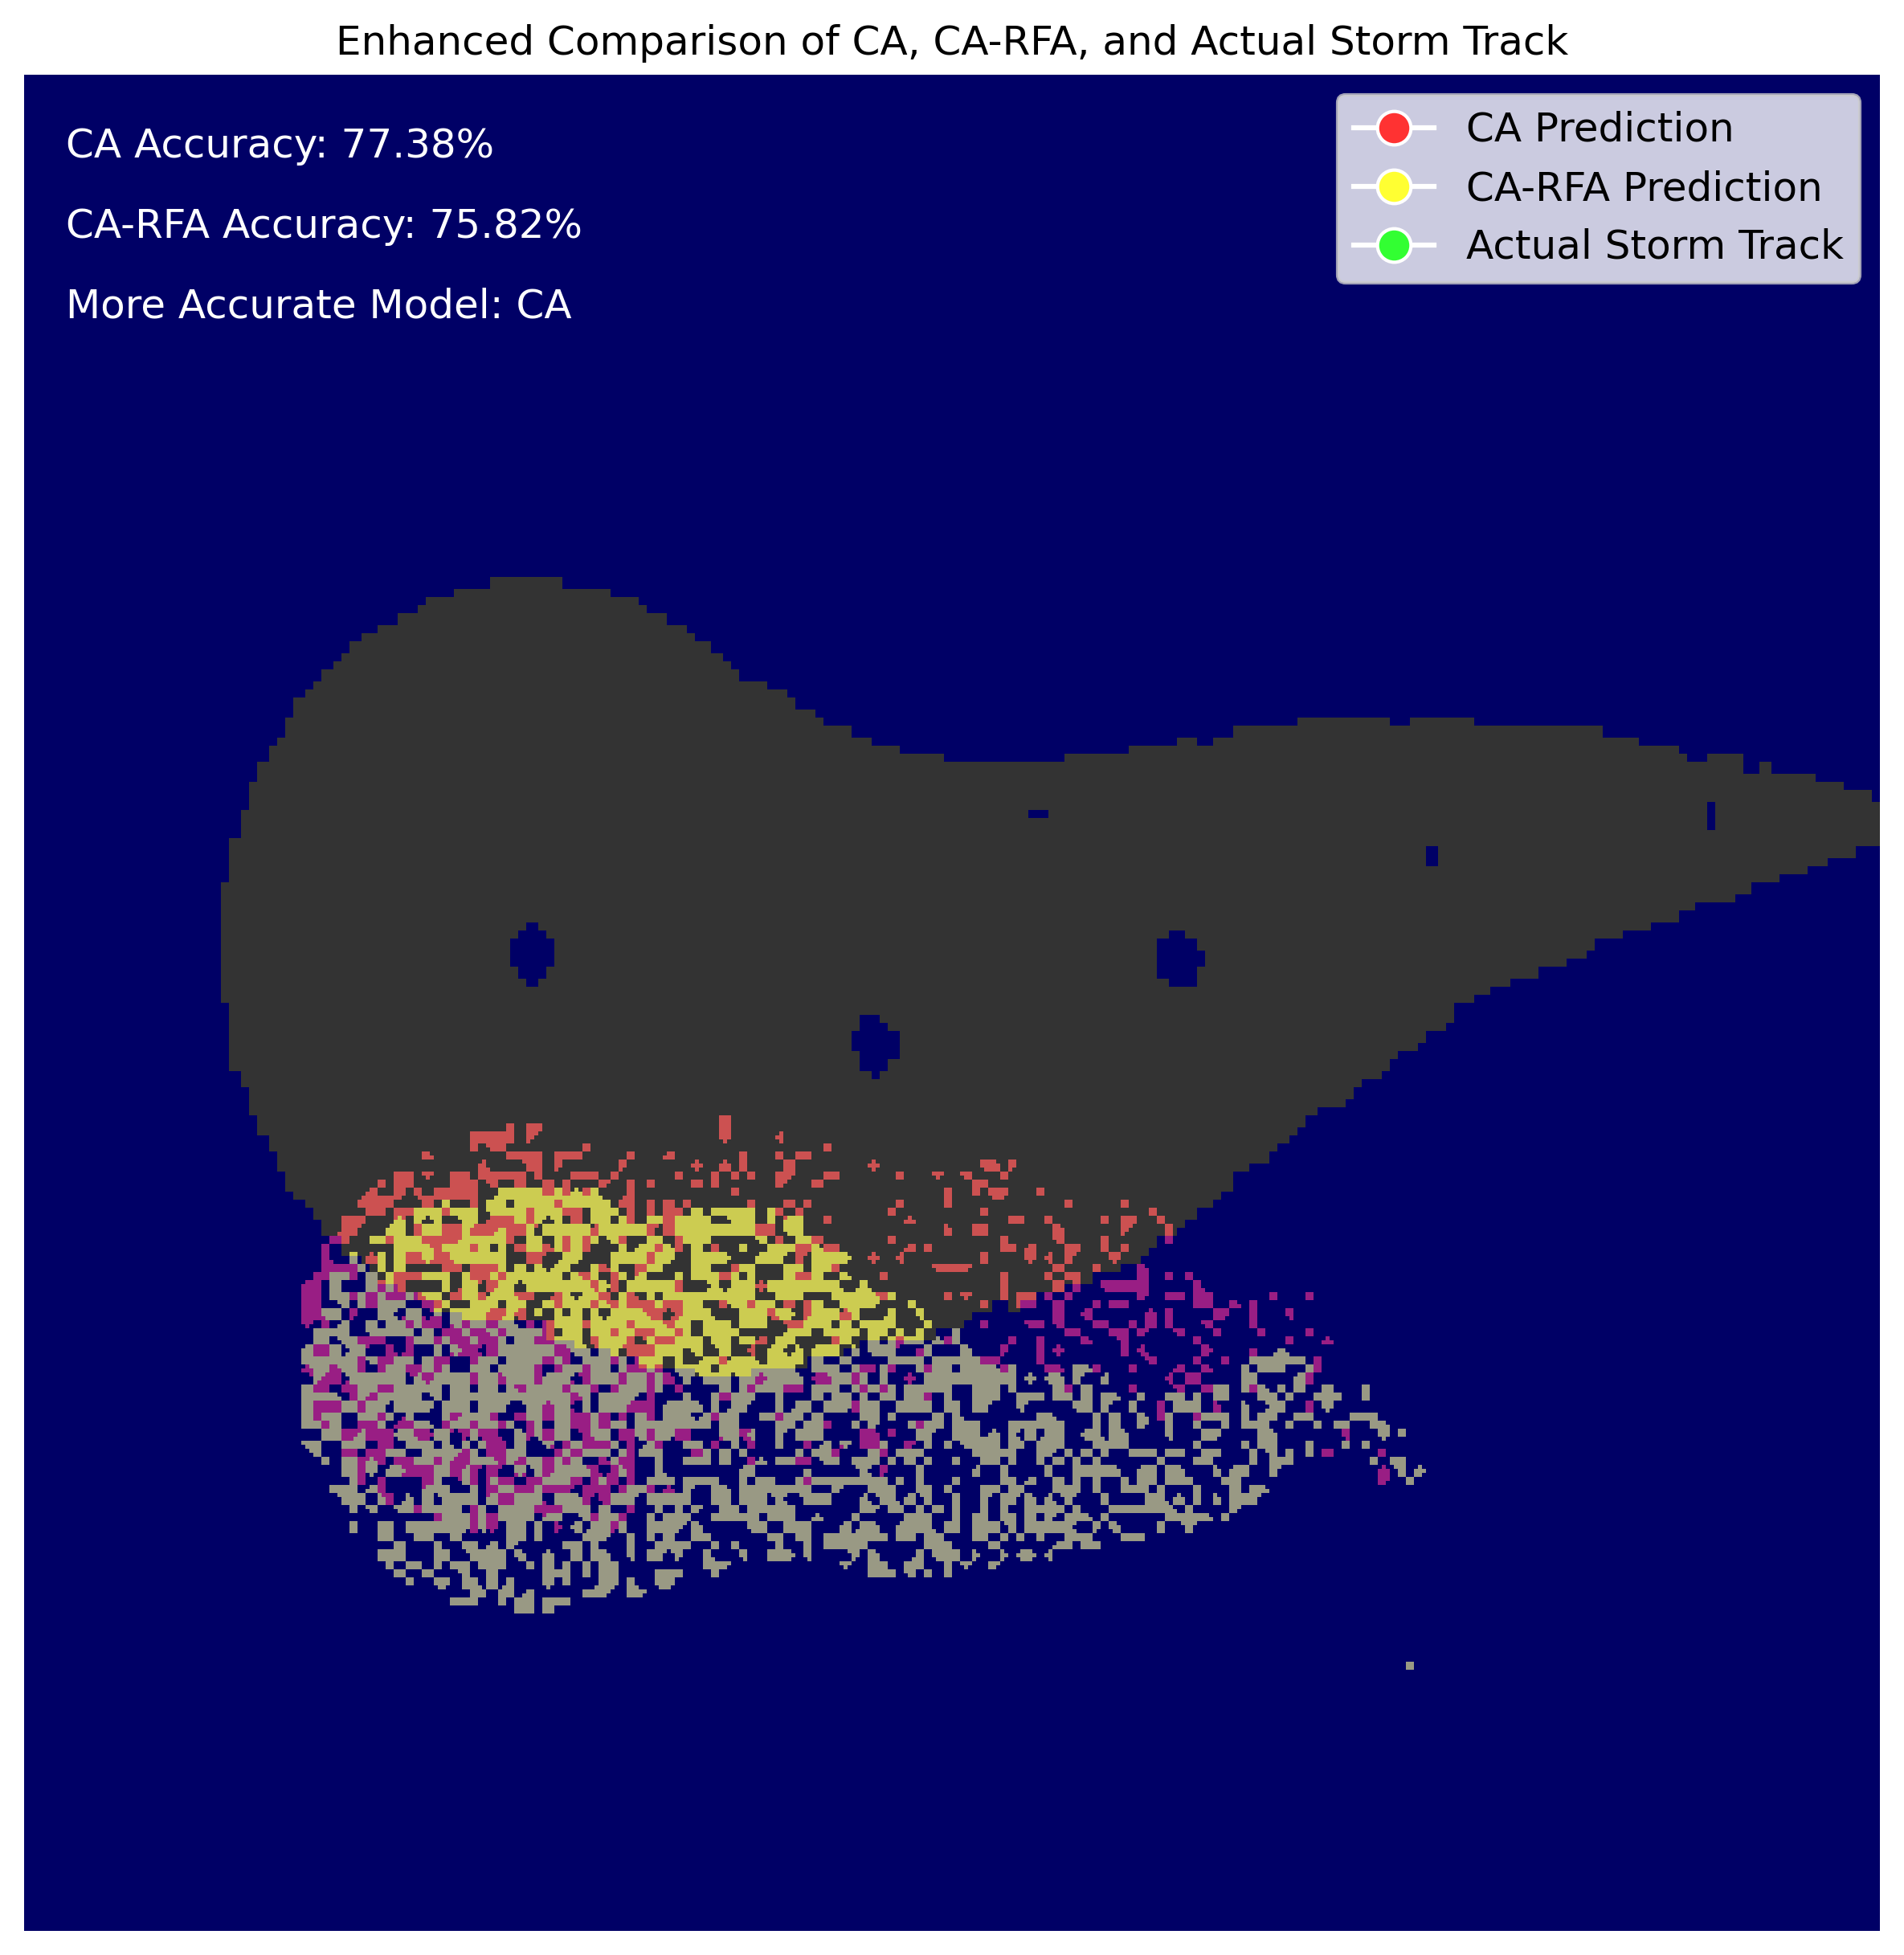 Enhanced Comparison of CA, CA-RFA, and Actual Storm Track
CA Accuracy: 77.38%
CA-RFA Accuracy: 75.82%
More Accurate Model: CA
CA Prediction
CA-RFA Prediction
Actual Storm Track